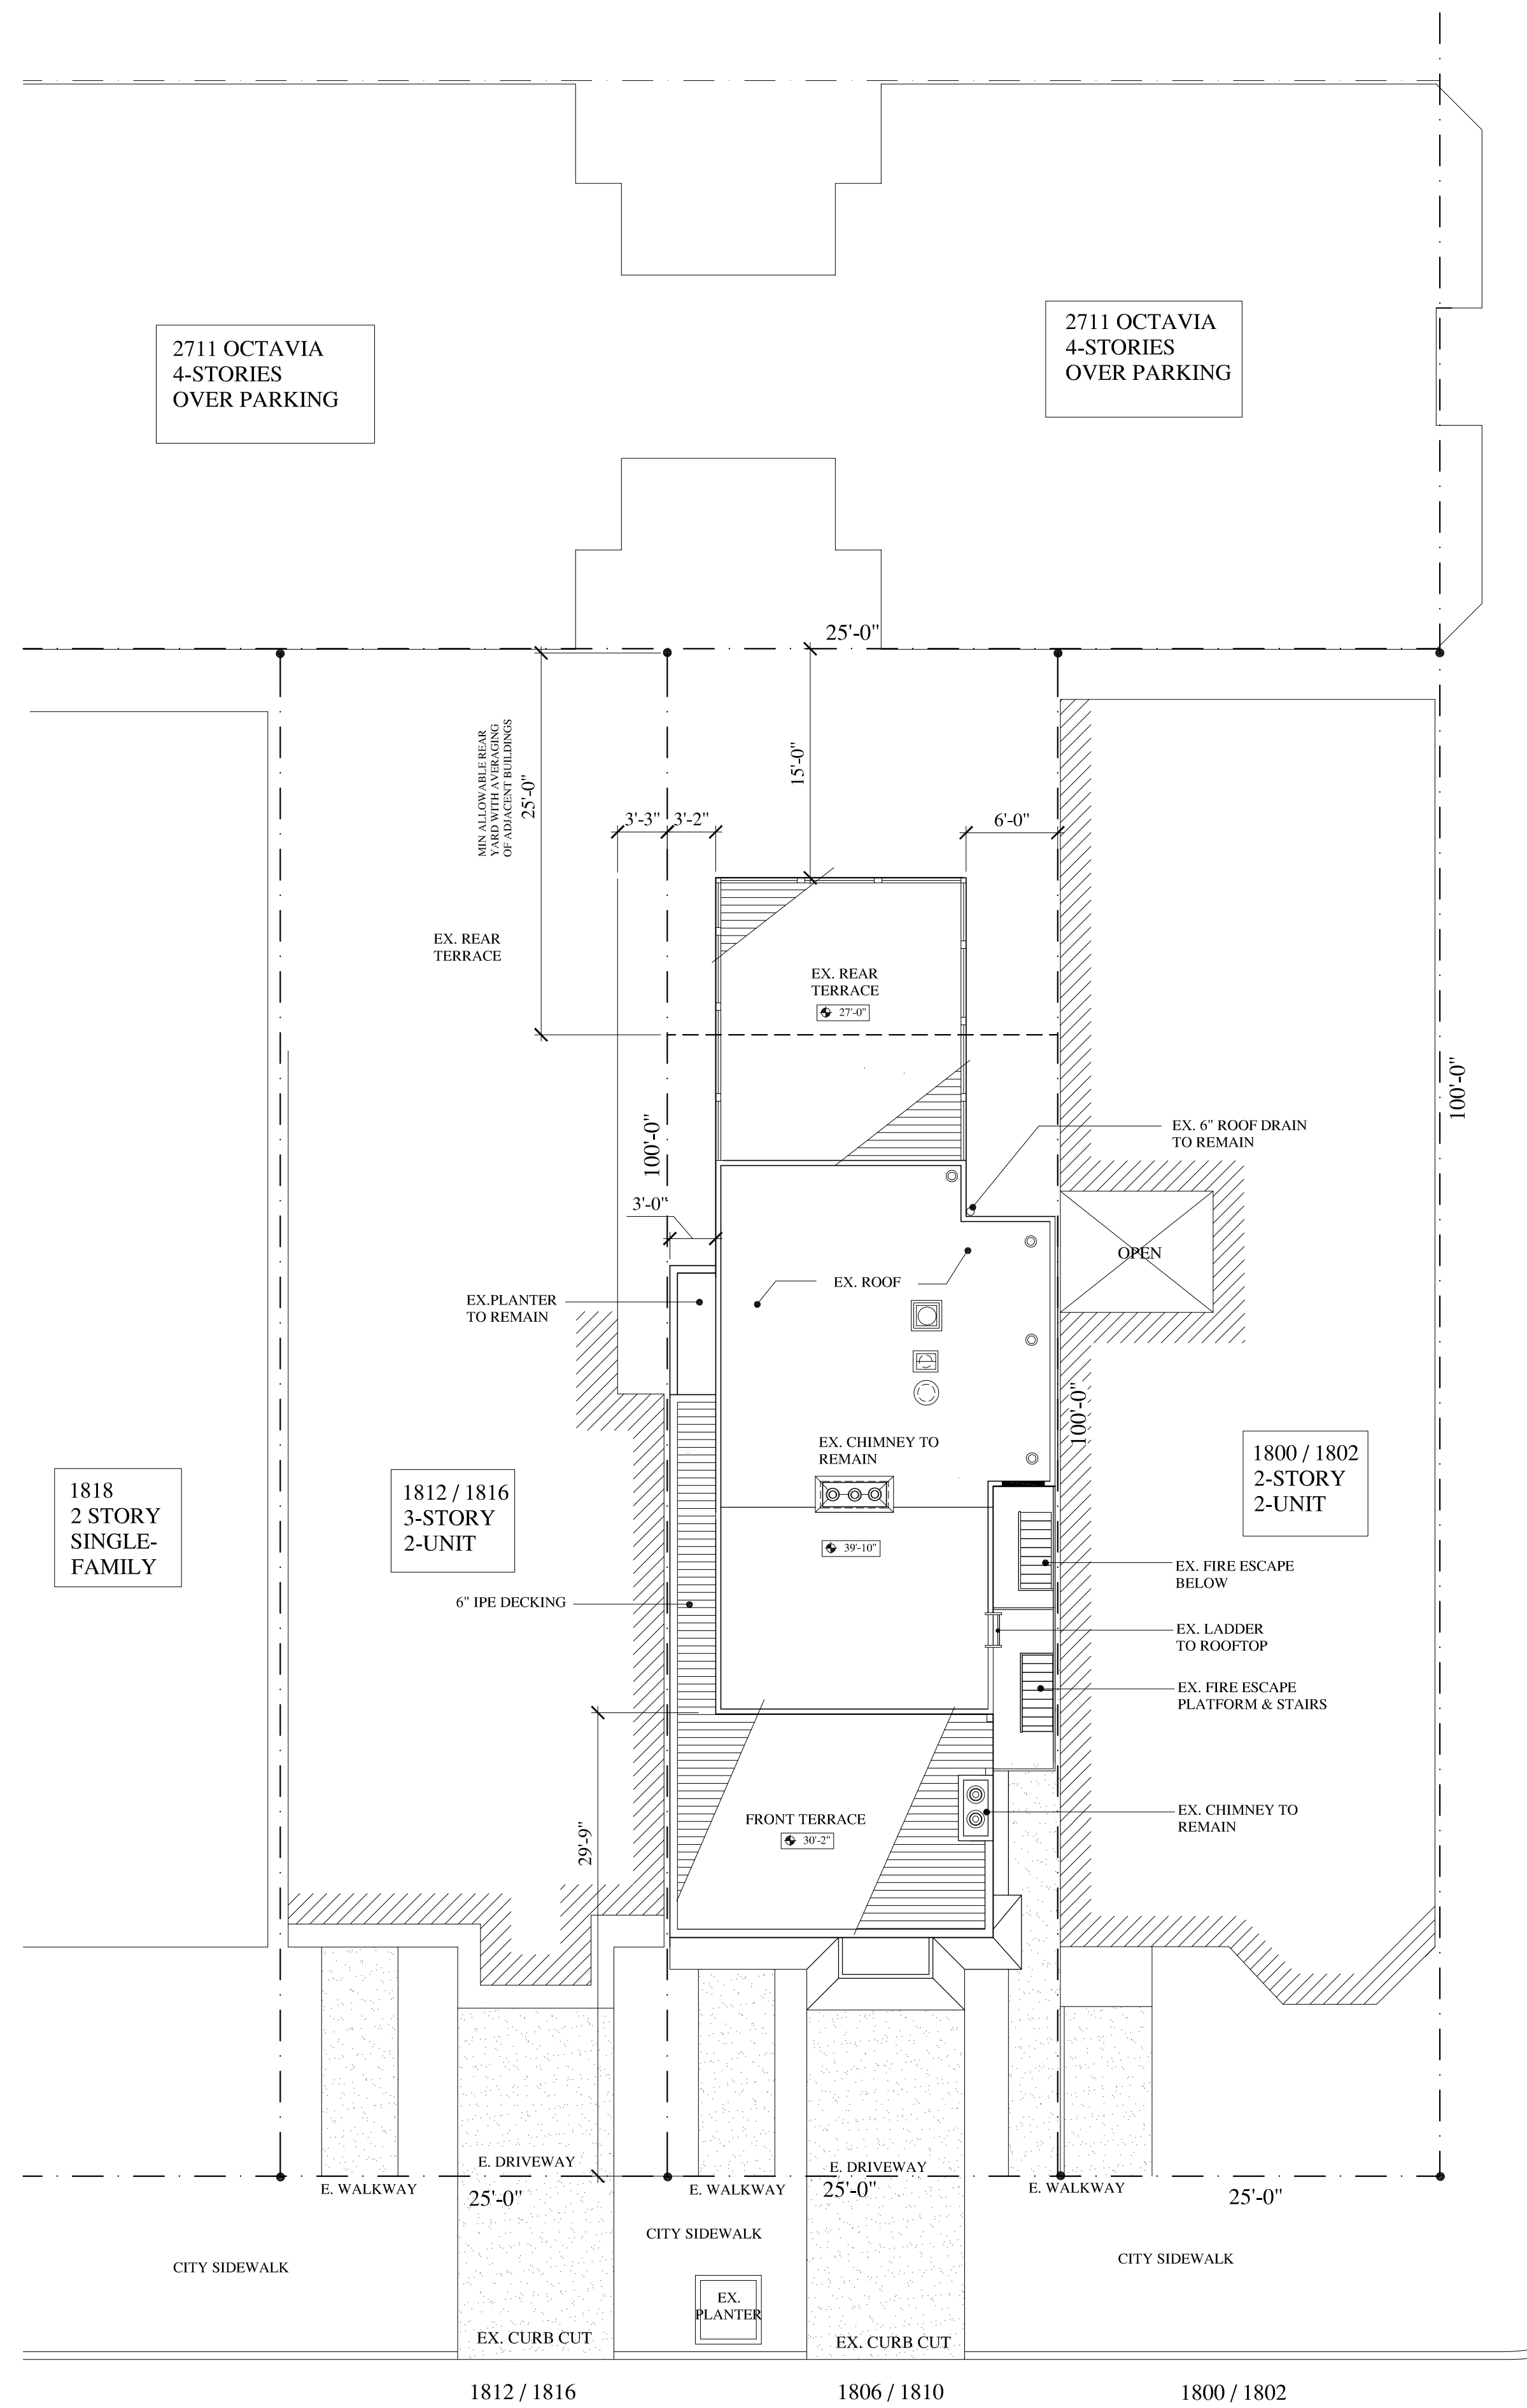 2711 OCTAVIA
4-STORIES
OVER PARKING
2711 OCTAVIA
4-STORIES
OVER PARKING
25'-0"
MIN ALLOWABLE REAR
YARD WITH AVERAGING
OF ADJACENT BUILDINGS
25'-0"
15'-0"
3'-3"
3'-2"
6'-0"
EX. REAR
TERRACE
EX. REAR
TERRACE
27'-0"
100'-0"
100'-0"
EX. 6" ROOF DRAIN
TO REMAIN
3'-0"
OPEN
EX. ROOF
EX.PLANTER
TO REMAIN
100'-0"
EX. CHIMNEY TO
REMAIN
1818
2 STORY
SINGLE-
FAMILY
1812 / 1816
3-STORY
2-UNIT
1800 / 1802
2-STORY
2-UNIT
39'-10"
EX. FIRE ESCAPE
BELOW
6" IPE DECKING
EX. LADDER
TO ROOFTOP
EX. FIRE ESCAPE
PLATFORM & STAIRS
29'-9"
FRONT TERRACE
30'-2"
EX. CHIMNEY TO
REMAIN
E. DRIVEWAY
E. DRIVEWAY
E. WALKWAY
25'-0"
E. WALKWAY
25'-0"
E. WALKWAY
25'-0"
CITY SIDEWALK
CITY SIDEWALK
CITY SIDEWALK
EX.
PLANTER
EX. CURB CUT
EX. CURB CUT
1812 / 1816
1806 / 1810
1800 / 1802